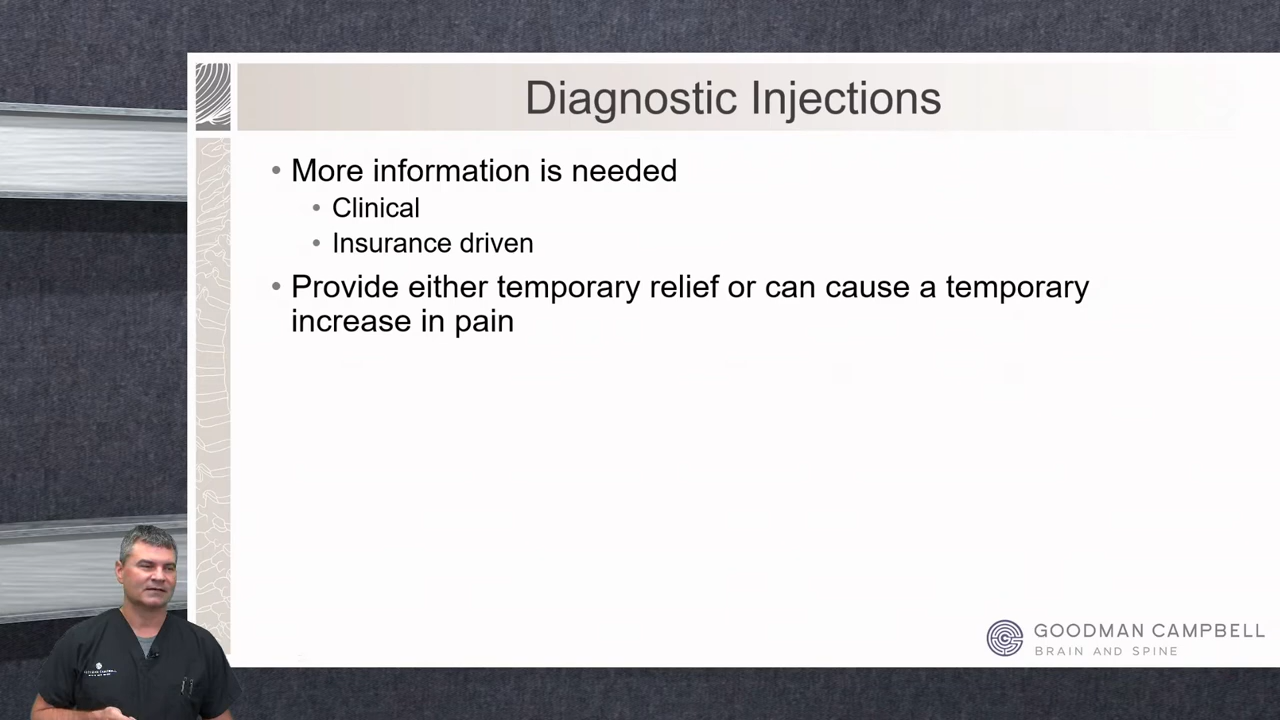 Diagnostic Injections
• More information is needed
• Clinical
• Insurance driven
• Provide either temporary relief or can cause a temporary
increase in pain
GOODMAN CAMPBELL
BRAIN AND SPINE